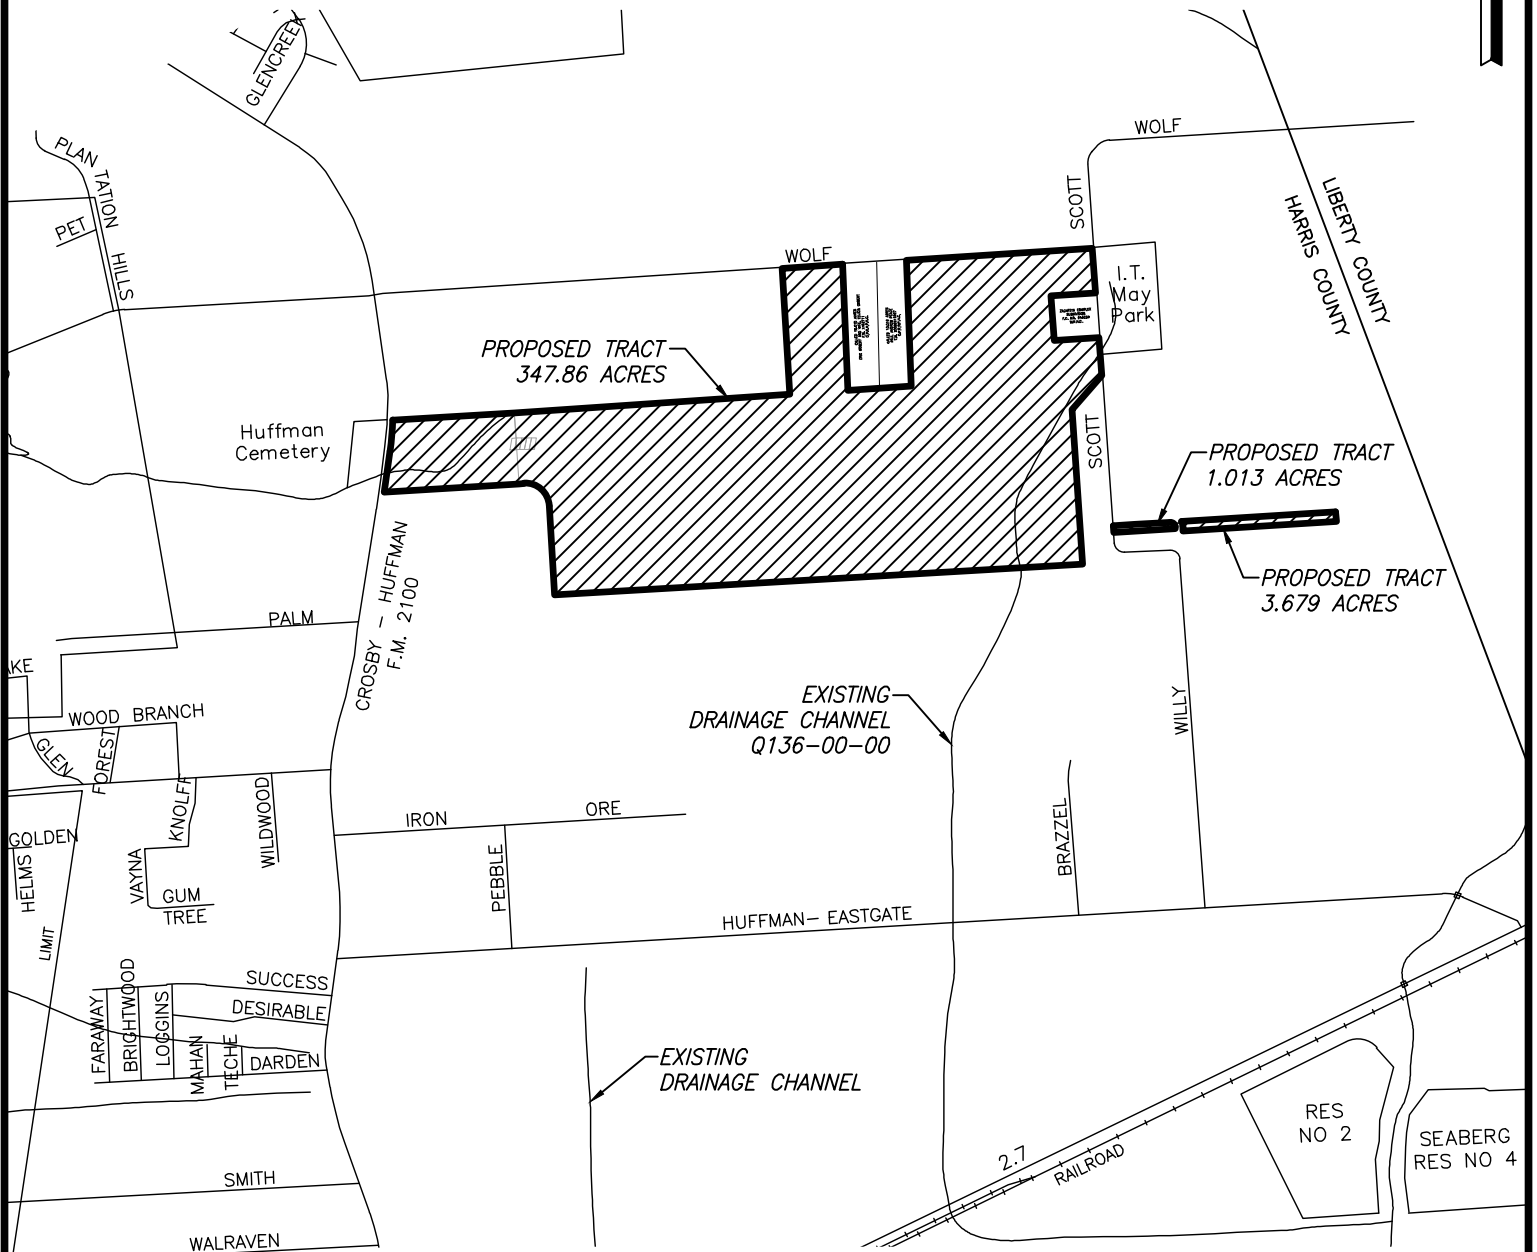 GLENCREEK
PLAN TATION HILLS
PET
WOLF
SCOTT
LIBERTY COUNTY
HARRIS COUNTY
WOLF
I.T.
May
Park
PROPOSED TRACT
347.86 ACRES
Huffman
Cemetery
SCOTT
PROPOSED TRACT
1.013 ACRES
PROPOSED TRACT
3.679 ACRES
CROSBY - HUFFMAN
F.M. 2100
PALM
AKE
WOOD BRANCH
GLEN
FOREST
KNOLFF
WILDWOOD
EXISTING
DRAINAGE CHANNEL
Q136-00-00
WILLY
BRAZZEL
IRON ORE
PEBBLE
GOLDEN
HELMS
VAYNA
GUM
TREE
LIMIT
HUFFMAN- EASTGATE
SUCCESS
DESIRABLE
FARAWAY
BRIGHTWOOD
LOGGINS
MAHAN
TECHE
DARDEN
EXISTING
DRAINAGE CHANNEL
RES
NO 2
SEABERG
RES NO 4
2.7
RAILROAD
SMITH
WALRAVEN